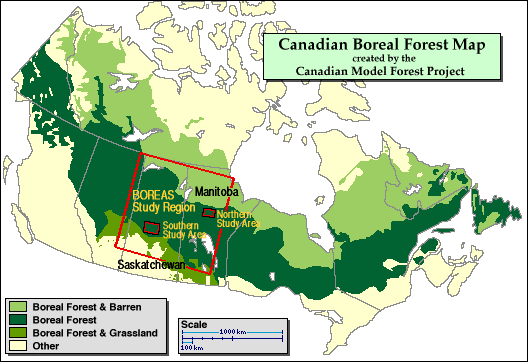 Canadian Boreal Forest Map
created by the
Canadian Model Forest Project
BOREAS
Study Region
Manitoba
Northern
Study Area
Southern
Study Area
Saskatchewan
Boreal Forest & Barren
Boreal Forest
Boreal Forest & Grassland
Other
Scale
1000 km
100 km